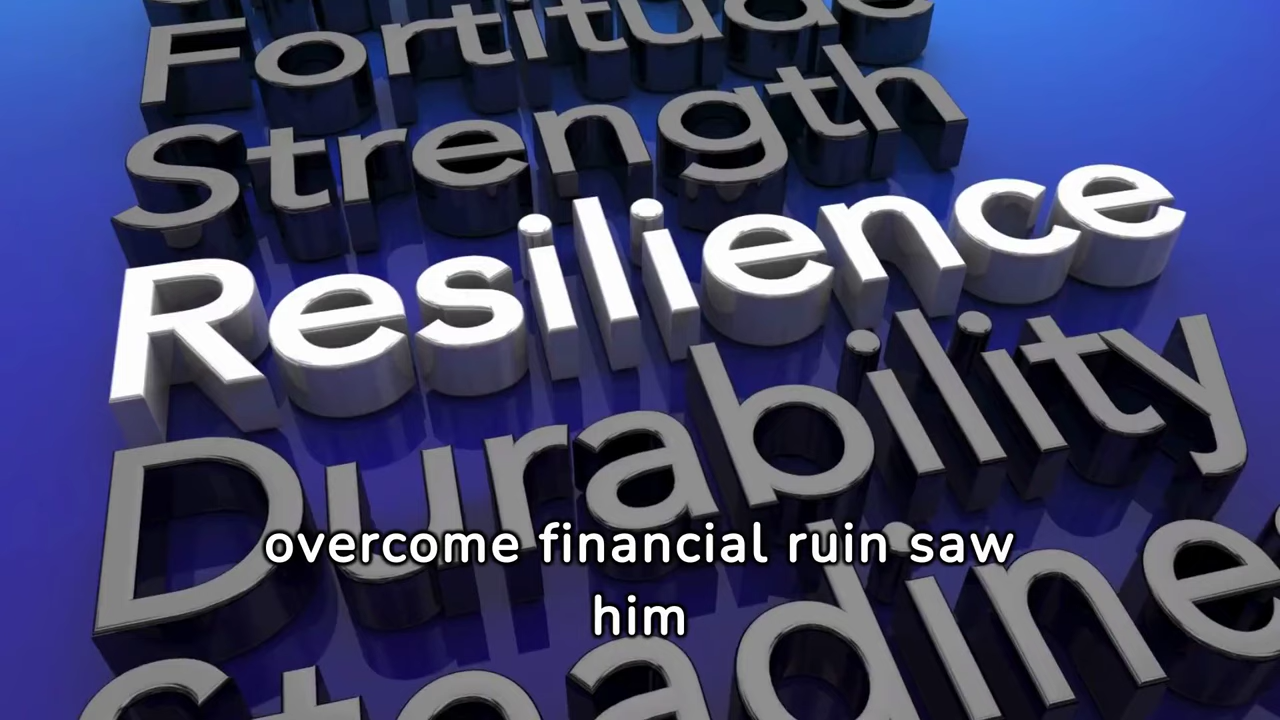 Fortitude
Strength
Resilience
Durability
overcome financial ruin saw
him